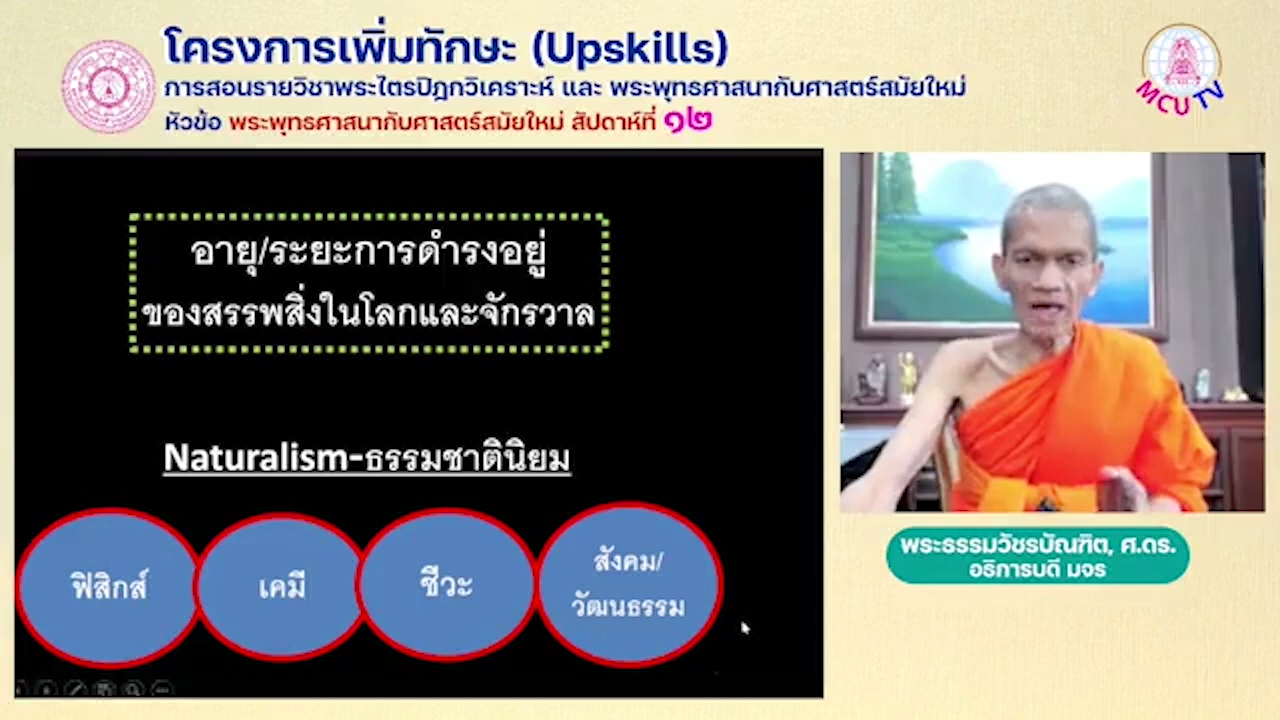 โครงการเพิ่มทักษะ (Upskills)
การสอนรายวิชาพระไตรปิฎกวิเคราะห์ และ พระพุทธศาสนากับศาสตร์สมัยใหม่
หัวข้อ พระพุทธศาสนากับศาสตร์สมัยใหม่ สัปดาห์ที่ ๑๒
MCU TV
อายุ/ระยะการดำรงอยู่
ของสรรพสิ่งในโลกและจักรวาล
Naturalism-ธรรมชาตินิยม
ฟิสิกส์
เคมี
ชีวะ
สังคม/
วัฒนธรรม
พระธรรมวัชรบัณฑิต, ศ.ดร.
อธิการบดี มจร